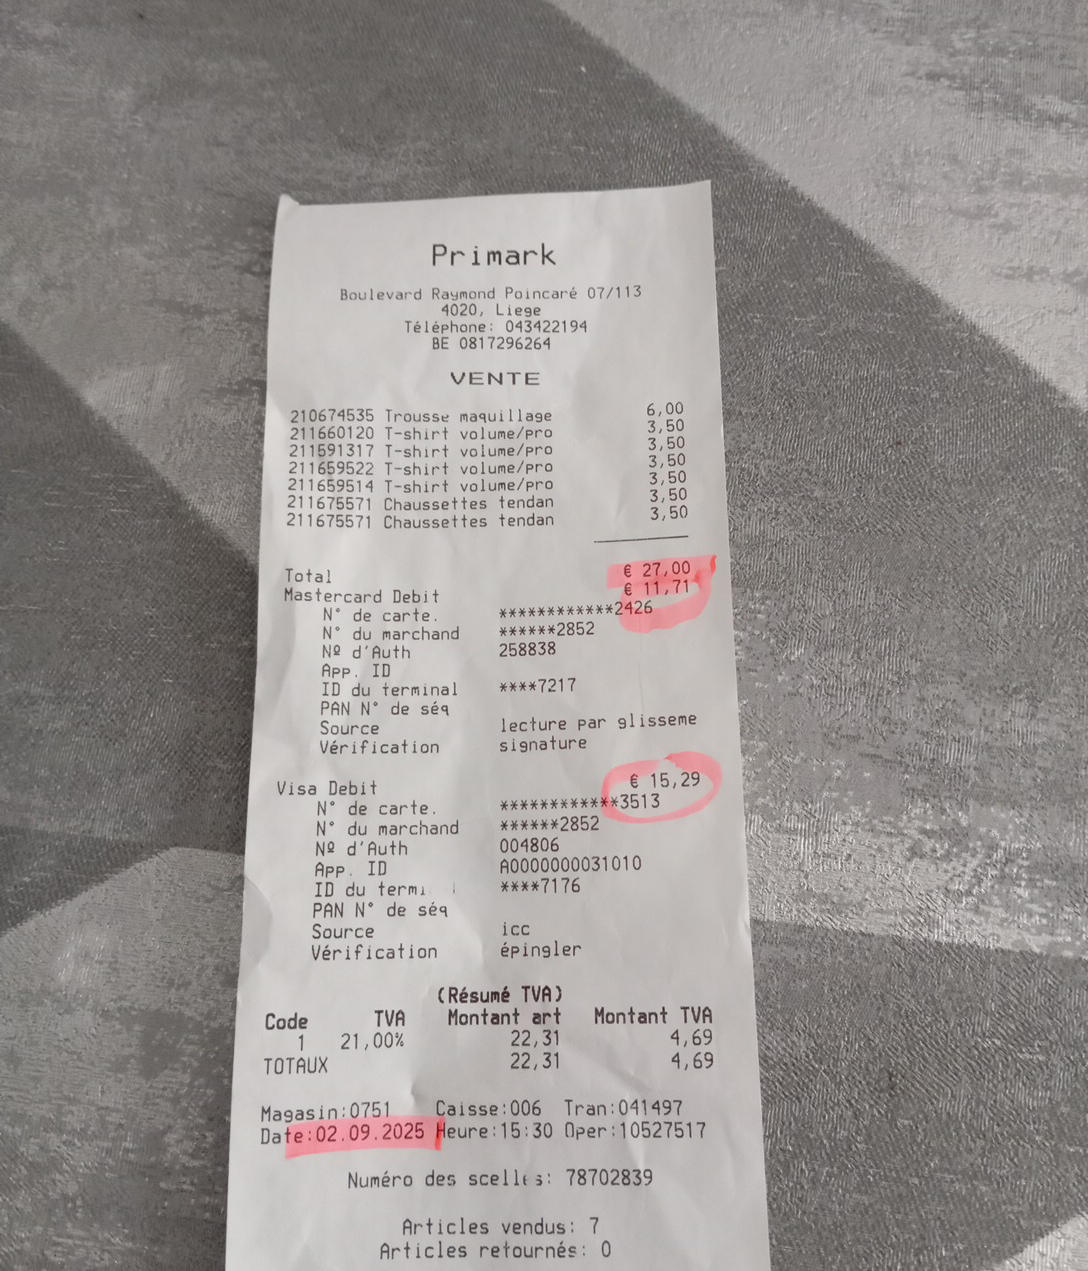 Primark
Boulevard Raymond Poincaré 07/113
4020, Liege
Téléphone: 043422194
BE 0817296264
VENTE
210674535 Trousse maquillage 6,00
211660120 T-shirt volume/pro 3,50
211591317 T-shirt volume/pro 3,50
211659522 T-shirt volume/pro 3,50
211659514 T-shirt volume/pro 3,50
211675571 Chaussettes tendan 3,50
211675571 Chaussettes tendan 3,50
Total € 27,00
Mastercard Debit € 11,71
N° de carte. ************2426
N° du marchand ******2852
Nº d'Auth 258838
App. ID
ID du terminal ****7217
PAN N° de séq
Source lecture par glisseme
Vérification signature
Visa Debit € 15,29
N° de carte. ************3513
N° du marchand ******2852
Nº d'Auth 004806
App. ID A0000000031010
ID du termi l ****7176
PAN N° de séq
Source icc
Vérification épingler
(Résumé TVA)
Code TVA Montant art Montant TVA
1 21,00% 22,31 4,69
TOTAUX 22,31 4,69
Magasin:0751 Caisse:006 Tran:041497
Date:02.09.2025 Heure:15:30 Oper:10527517
Numéro des scellés: 78702839
Articles vendus: 7
Articles retournés: 0